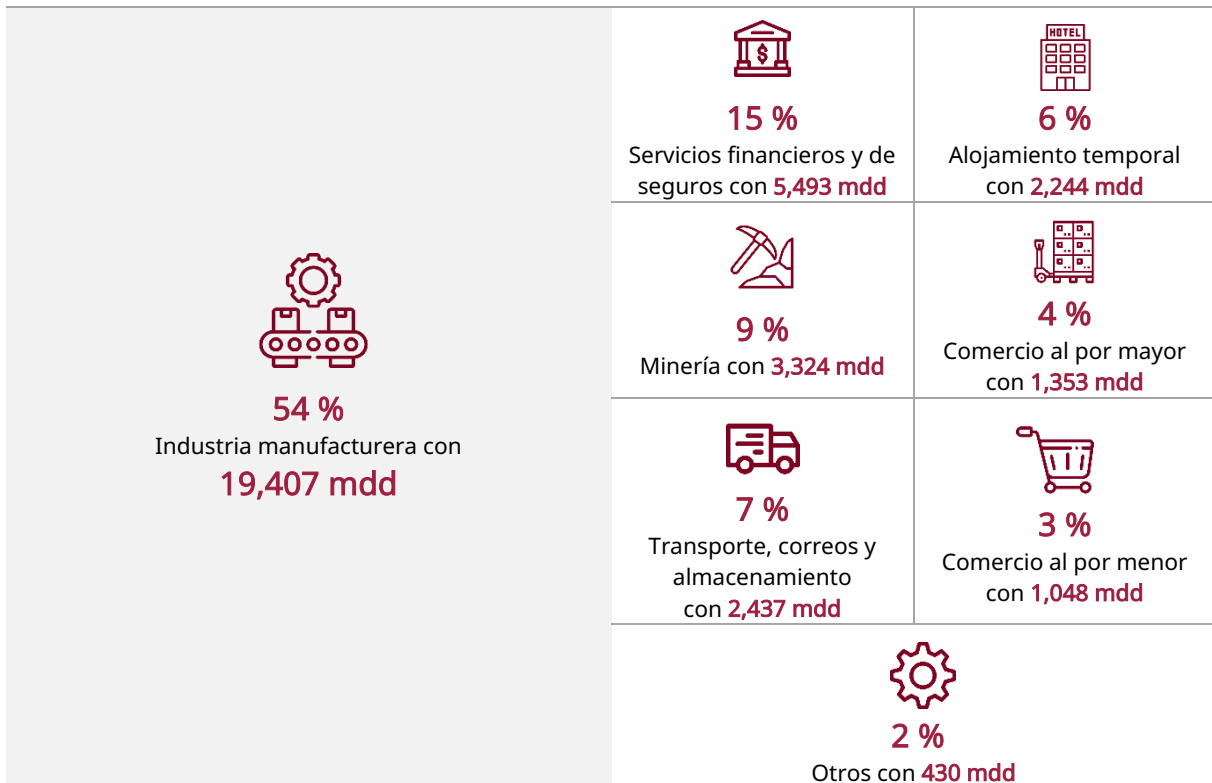 54 %
Industria manufacturera con
19,407 mdd
$
15 %
Servicios financieros y de
seguros con 5,493 mdd
HOTEL
6 %
Alojamiento temporal
con 2,244 mdd
9 %
Minería con 3,324 mdd
4 %
Comercio al por mayor
con 1,353 mdd
7 %
Transporte, correos y
almacenamiento
con 2,437 mdd
3 %
Comercio al por menor
con 1,048 mdd
2 %
Otros con 430 mdd